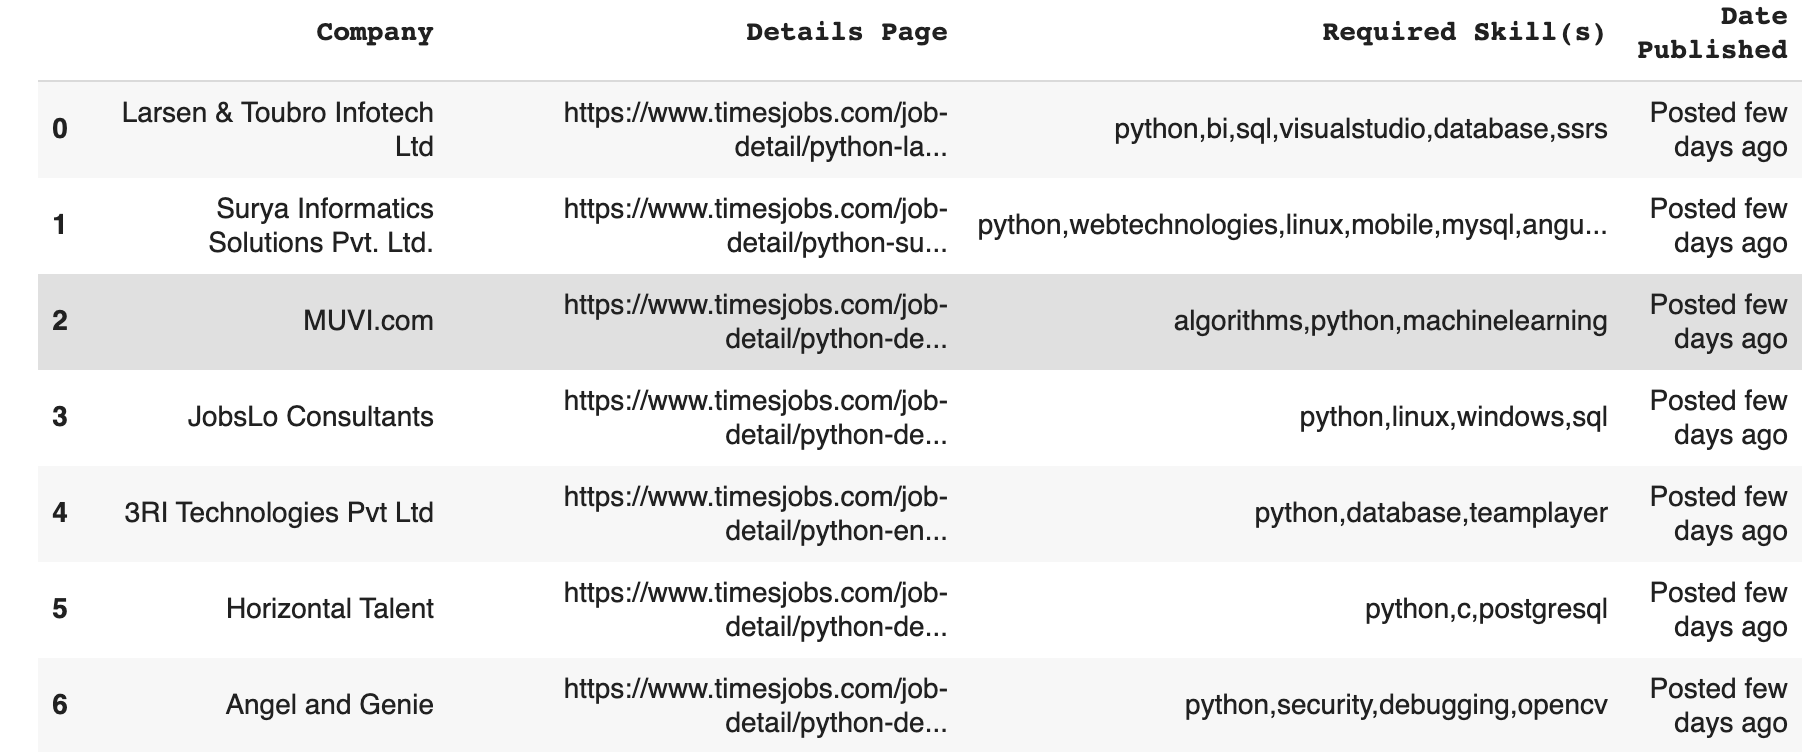 Company Details Page Required Skill(s) Date Published
0 Larsen & Toubro Infotech Ltd https://www.timesjobs.com/job-detail/python-la... python,bi,sql,visualstudio,database,ssrs Posted few days ago
1 Surya Informatics Solutions Pvt. Ltd. https://www.timesjobs.com/job-detail/python-su... python,webtechnologies,linux,mobile,mysql,angu... Posted few days ago
2 MUVI.com https://www.timesjobs.com/job-detail/python-de... algorithms,python,machinelearning Posted few days ago
3 JobsLo Consultants https://www.timesjobs.com/job-detail/python-de... python,linux,windows,sql Posted few days ago
4 3RI Technologies Pvt Ltd https://www.timesjobs.com/job-detail/python-en... python,database,teamplayer Posted few days ago
5 Horizontal Talent https://www.timesjobs.com/job-detail/python-de... python,c,postgresql Posted few days ago
6 Angel and Genie https://www.timesjobs.com/job-detail/python-de... python,security,debugging,opencv Posted few days ago